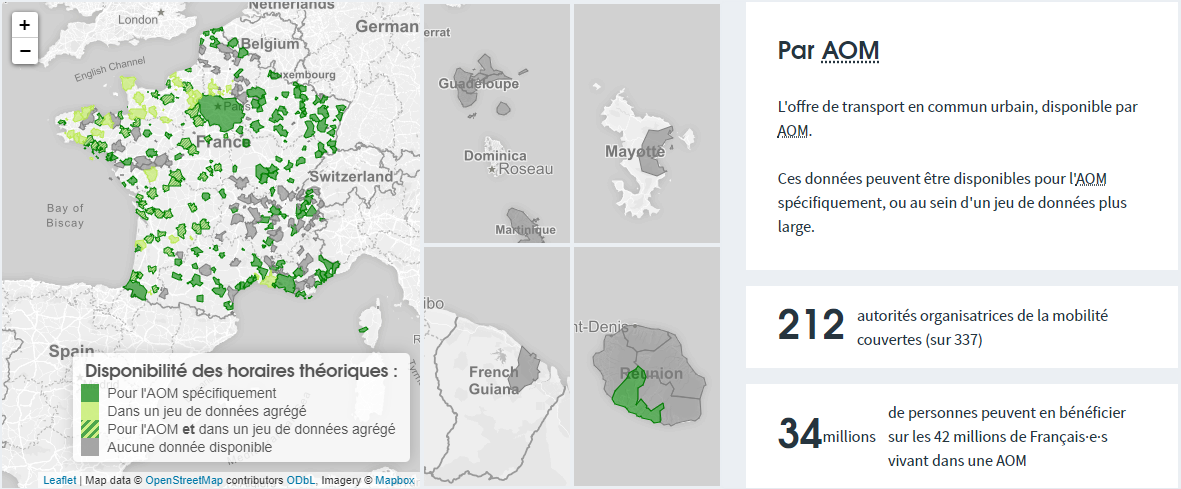 +
−
London
Netherlands
German
Belgium
English Channel
Luxembourg
Paris
France
Switzerland
Bay of
Biscay
Spain
Disponibilité des horaires théoriques :
Pour l'AOM spécifiquement
Dans un jeu de données agrégé
Pour l'AOM et dans un jeu de données agrégé
Aucune donnée disponible
Leaflet | Map data © OpenStreetMap contributors ODbL, Imagery © Mapbox
errat
Guadeloupe
Dominica
Roseau
Martinique
Mayotte
ibo
French
Guiana
nt-Denis
Réunion
Par AOM
L'offre de transport en commun urbain, disponible par
AOM.
Ces données peuvent être disponibles pour l'AOM
spécifiquement, ou au sein d'un jeu de données plus
large.
212
autorités organisatrices de la mobilité
couvertes (sur 337)
34 millions
de personnes peuvent en bénéficier
sur les 42 millions de Français·e·s
vivant dans une AOM